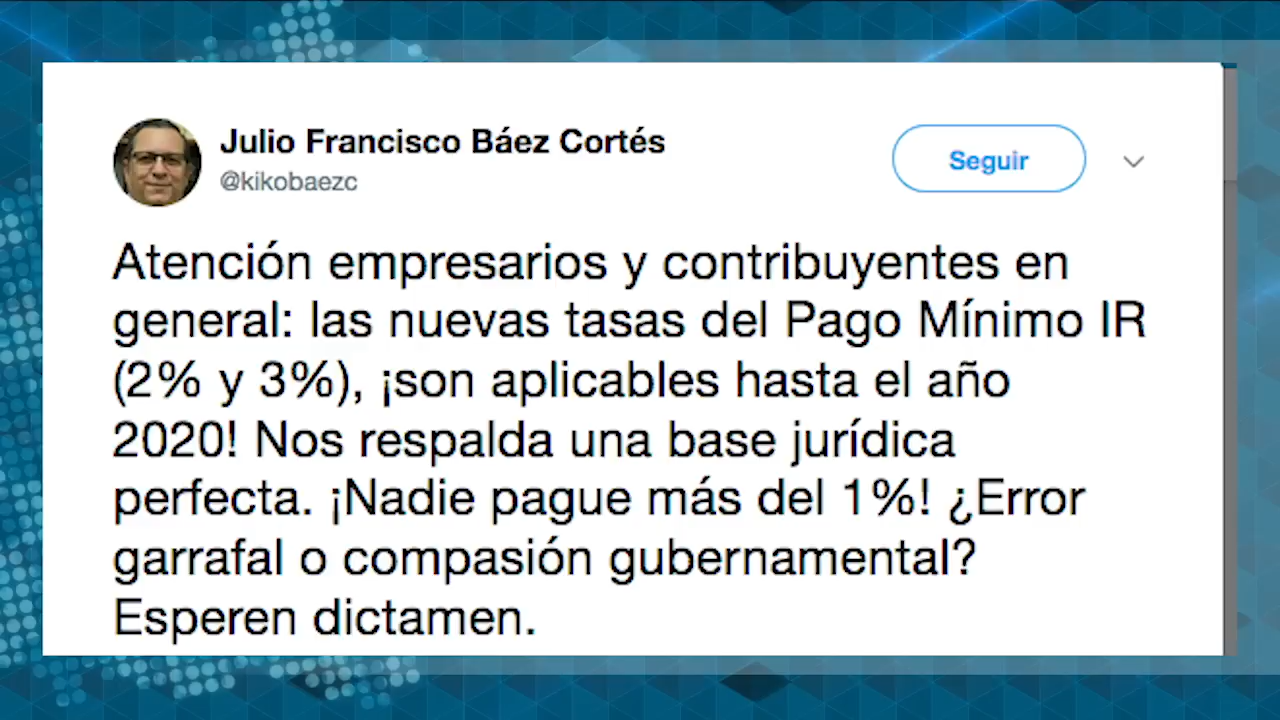 Julio Francisco Báez Cortés
@kikobaezc
Seguir
Atención empresarios y contribuyentes en
general: las nuevas tasas del Pago Mínimo IR
(2% y 3%), ¡son aplicables hasta el año
2020! Nos respalda una base jurídica
perfecta. ¡Nadie pague más del 1%! ¿Error
garrafal o compasión gubernamental?
Esperen dictamen.